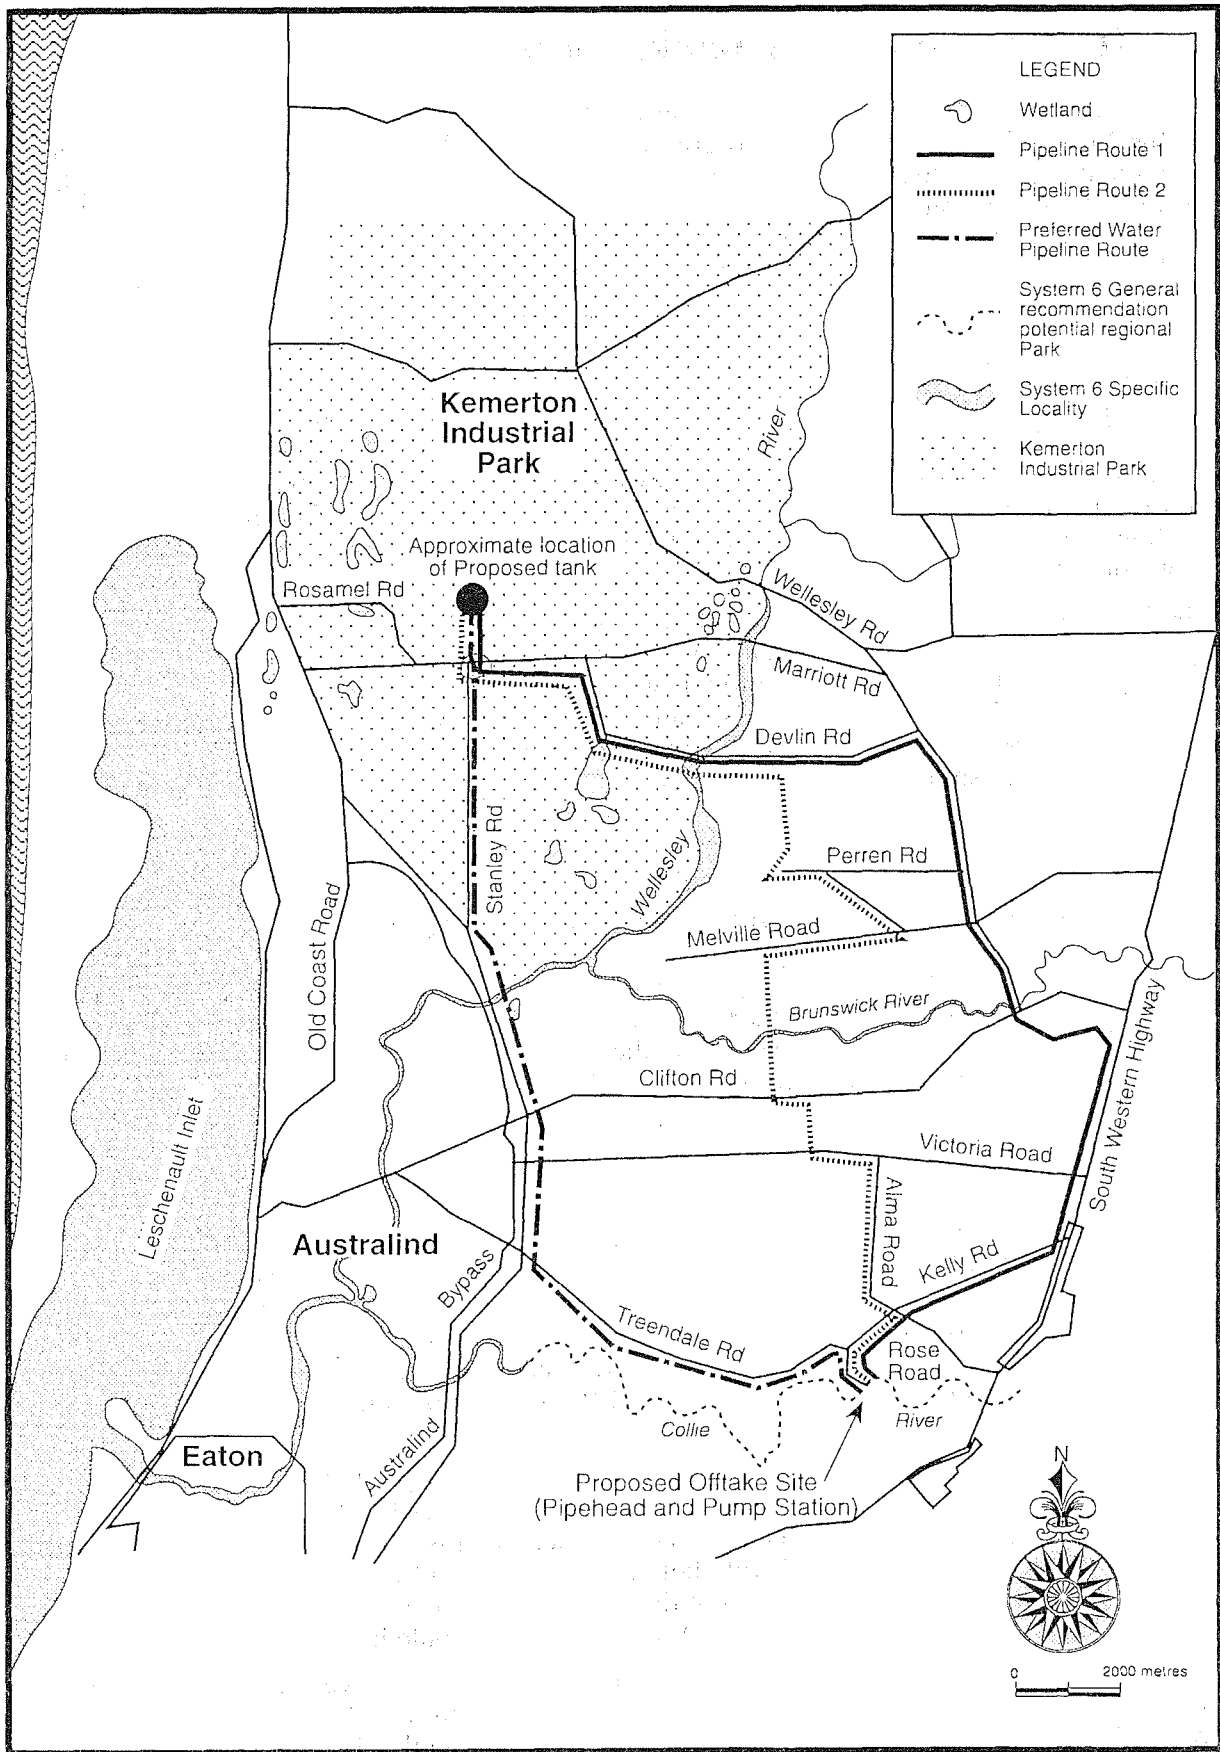 LEGEND
Wetland
Pipeline Route 1
Pipeline Route 2
Preferred Water
Pipeline Route
System 6 General
recommendation
potential regional
Park
System 6 Specific
Locality
Kemerton
Industrial Park
Kemerton
Industrial
Park
River
Approximate location
of Proposed tank
Rosamel Rd
Wellesley Rd
Marriott Rd
Devlin Rd
Stanley Rd
Perren Rd
Wellesley
Melville Road
Old Coast Road
Brunswick River
South Western Highway
Clifton Rd
Victoria Road
Leschenault Inlet
Alma Road
Australind
Kelly Rd
Bypass
Treendale Rd
Rose
Road
Collie
River
Australind
Eaton
Proposed Offtake Site
(Pipehead and Pump Station)
N
0 2000 metres